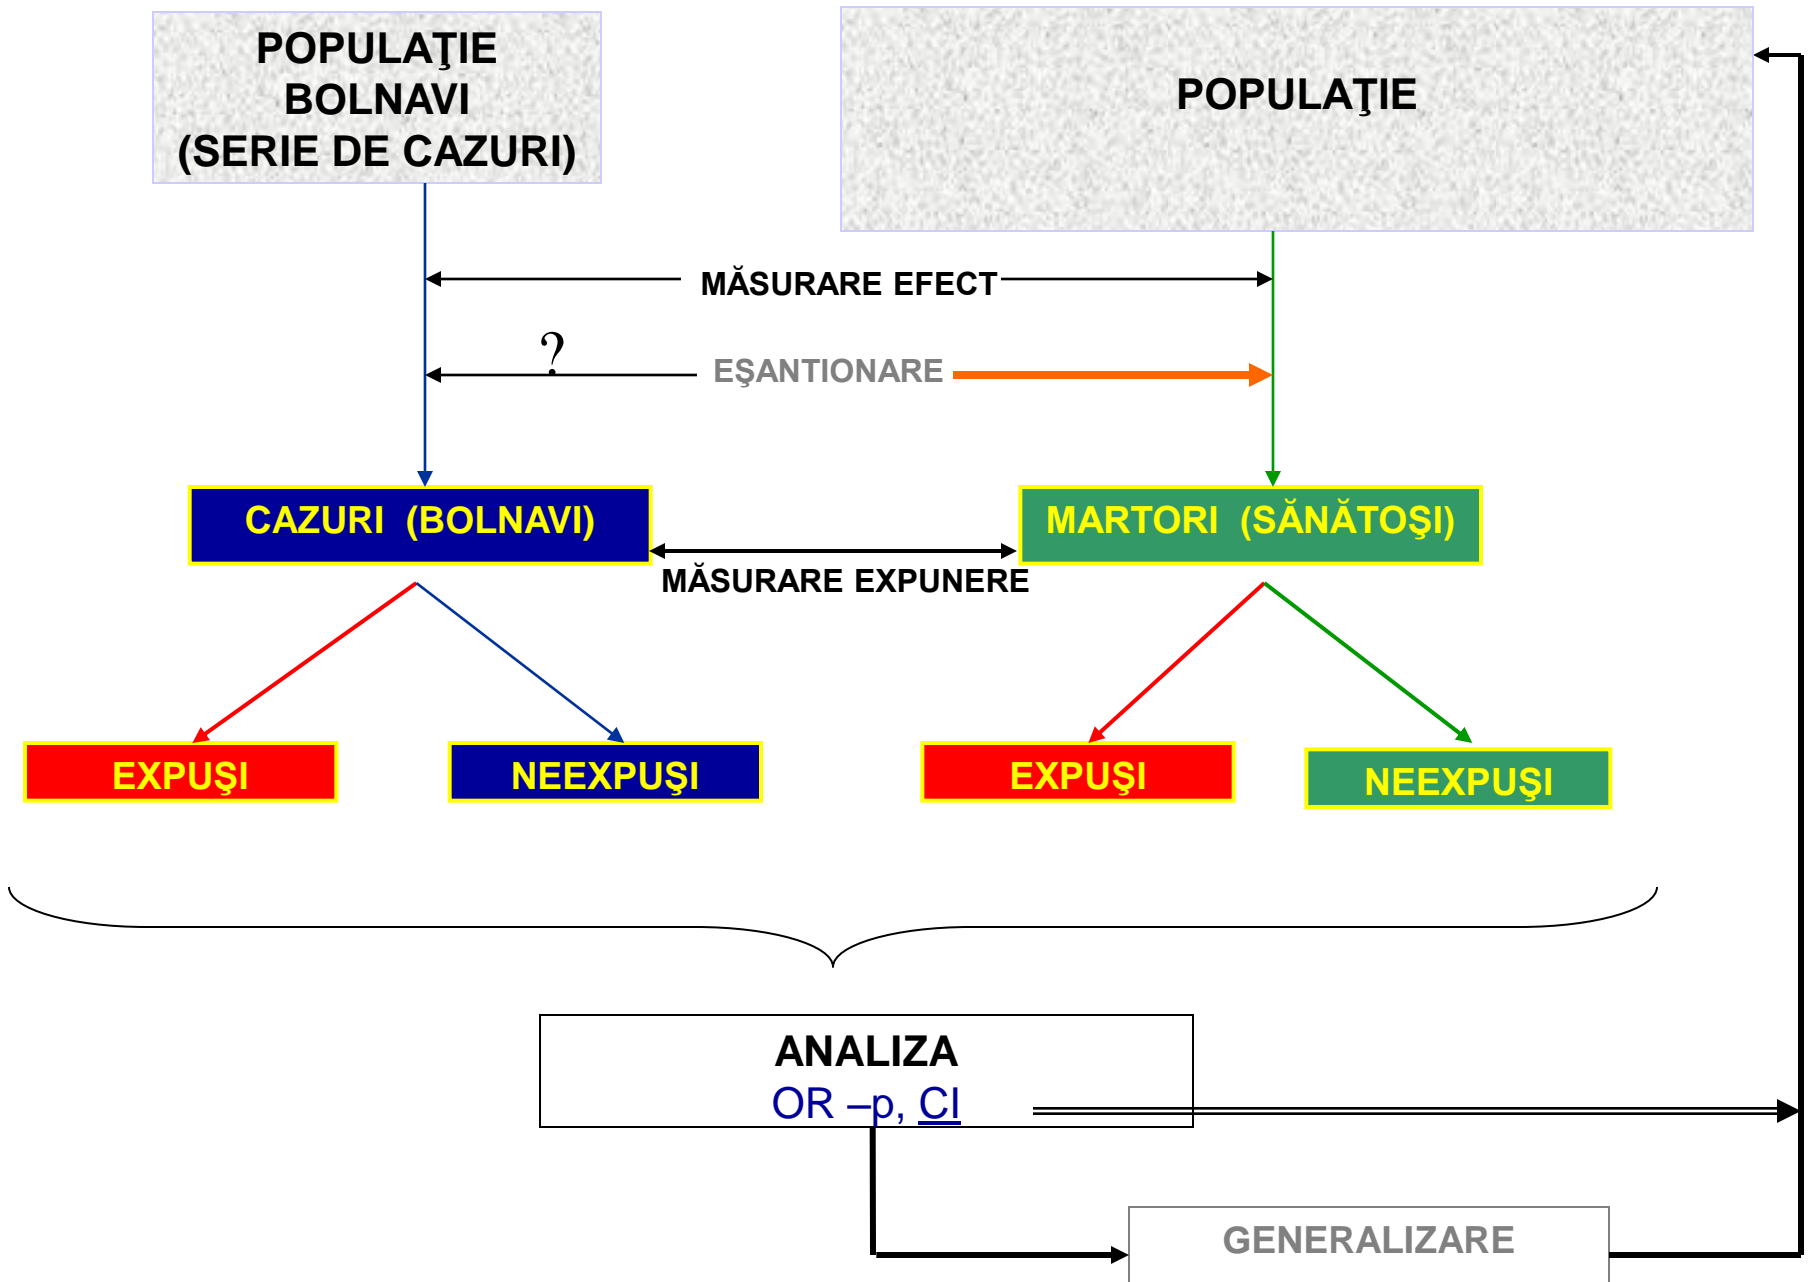 POPULAŢIE
BOLNAVI
(SERIE DE CAZURI)
POPULAŢIE
MĂSURARE EFECT
?
EŞANTIONARE
CAZURI (BOLNAVI)
MARTORI (SĂNĂTOŞI)
MĂSURARE EXPUNERE
EXPUŞI
NEEXPUŞI
EXPUŞI
NEEXPUŞI
ANALIZA
OR –p, CI
GENERALIZARE